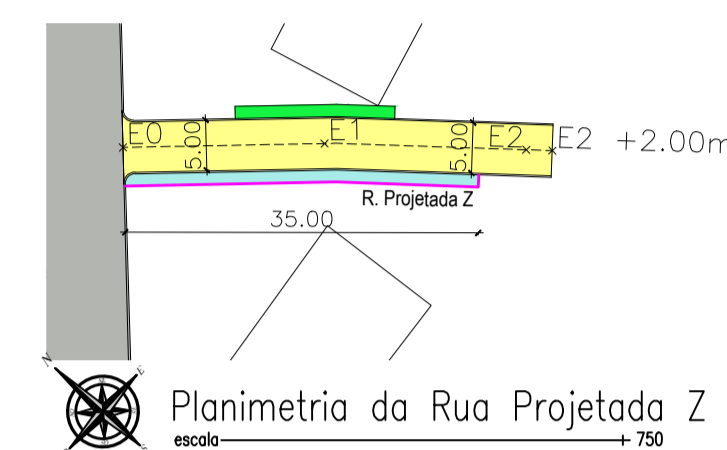 E0
5.00
E1
5.00
E2
E2 +2.00m
R. Projetada Z
35.00
N
E
S
Planimetria da Rua Projetada Z
escala
750